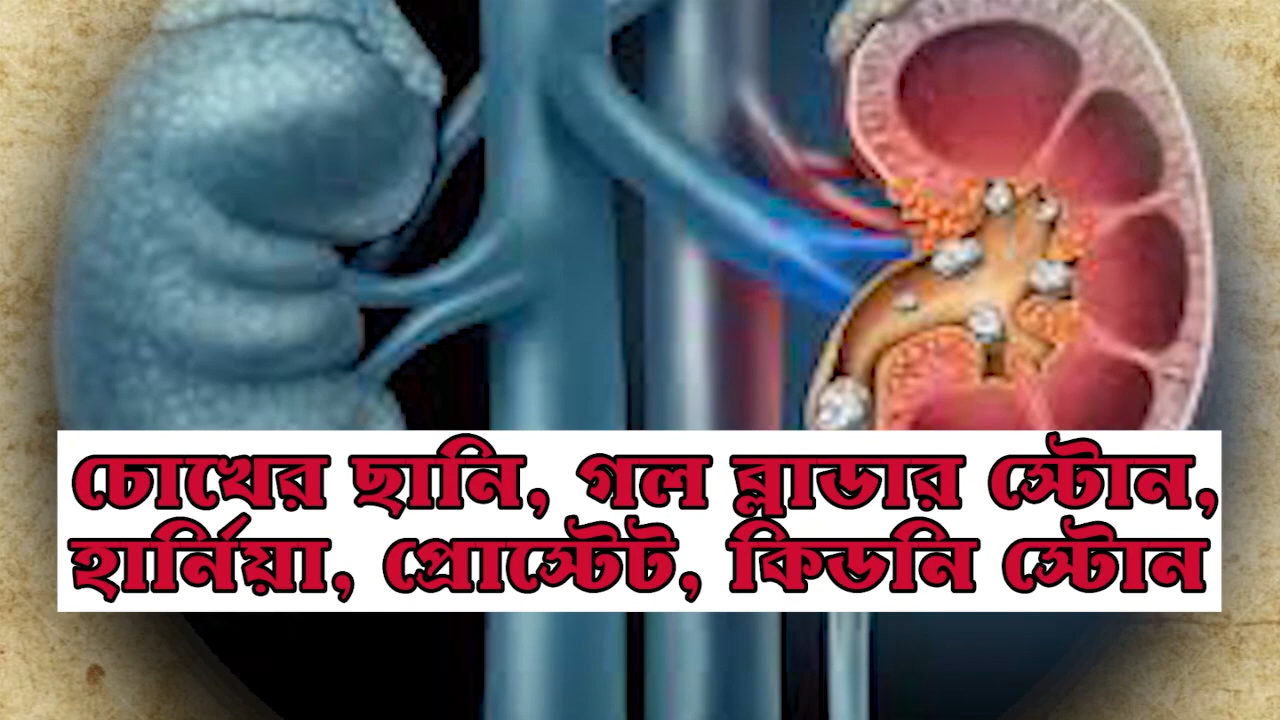 চোখের ছানি, গল ব্লাডার স্টোন,
হার্নিয়া, প্রোস্টেট, কিডনি স্টোন